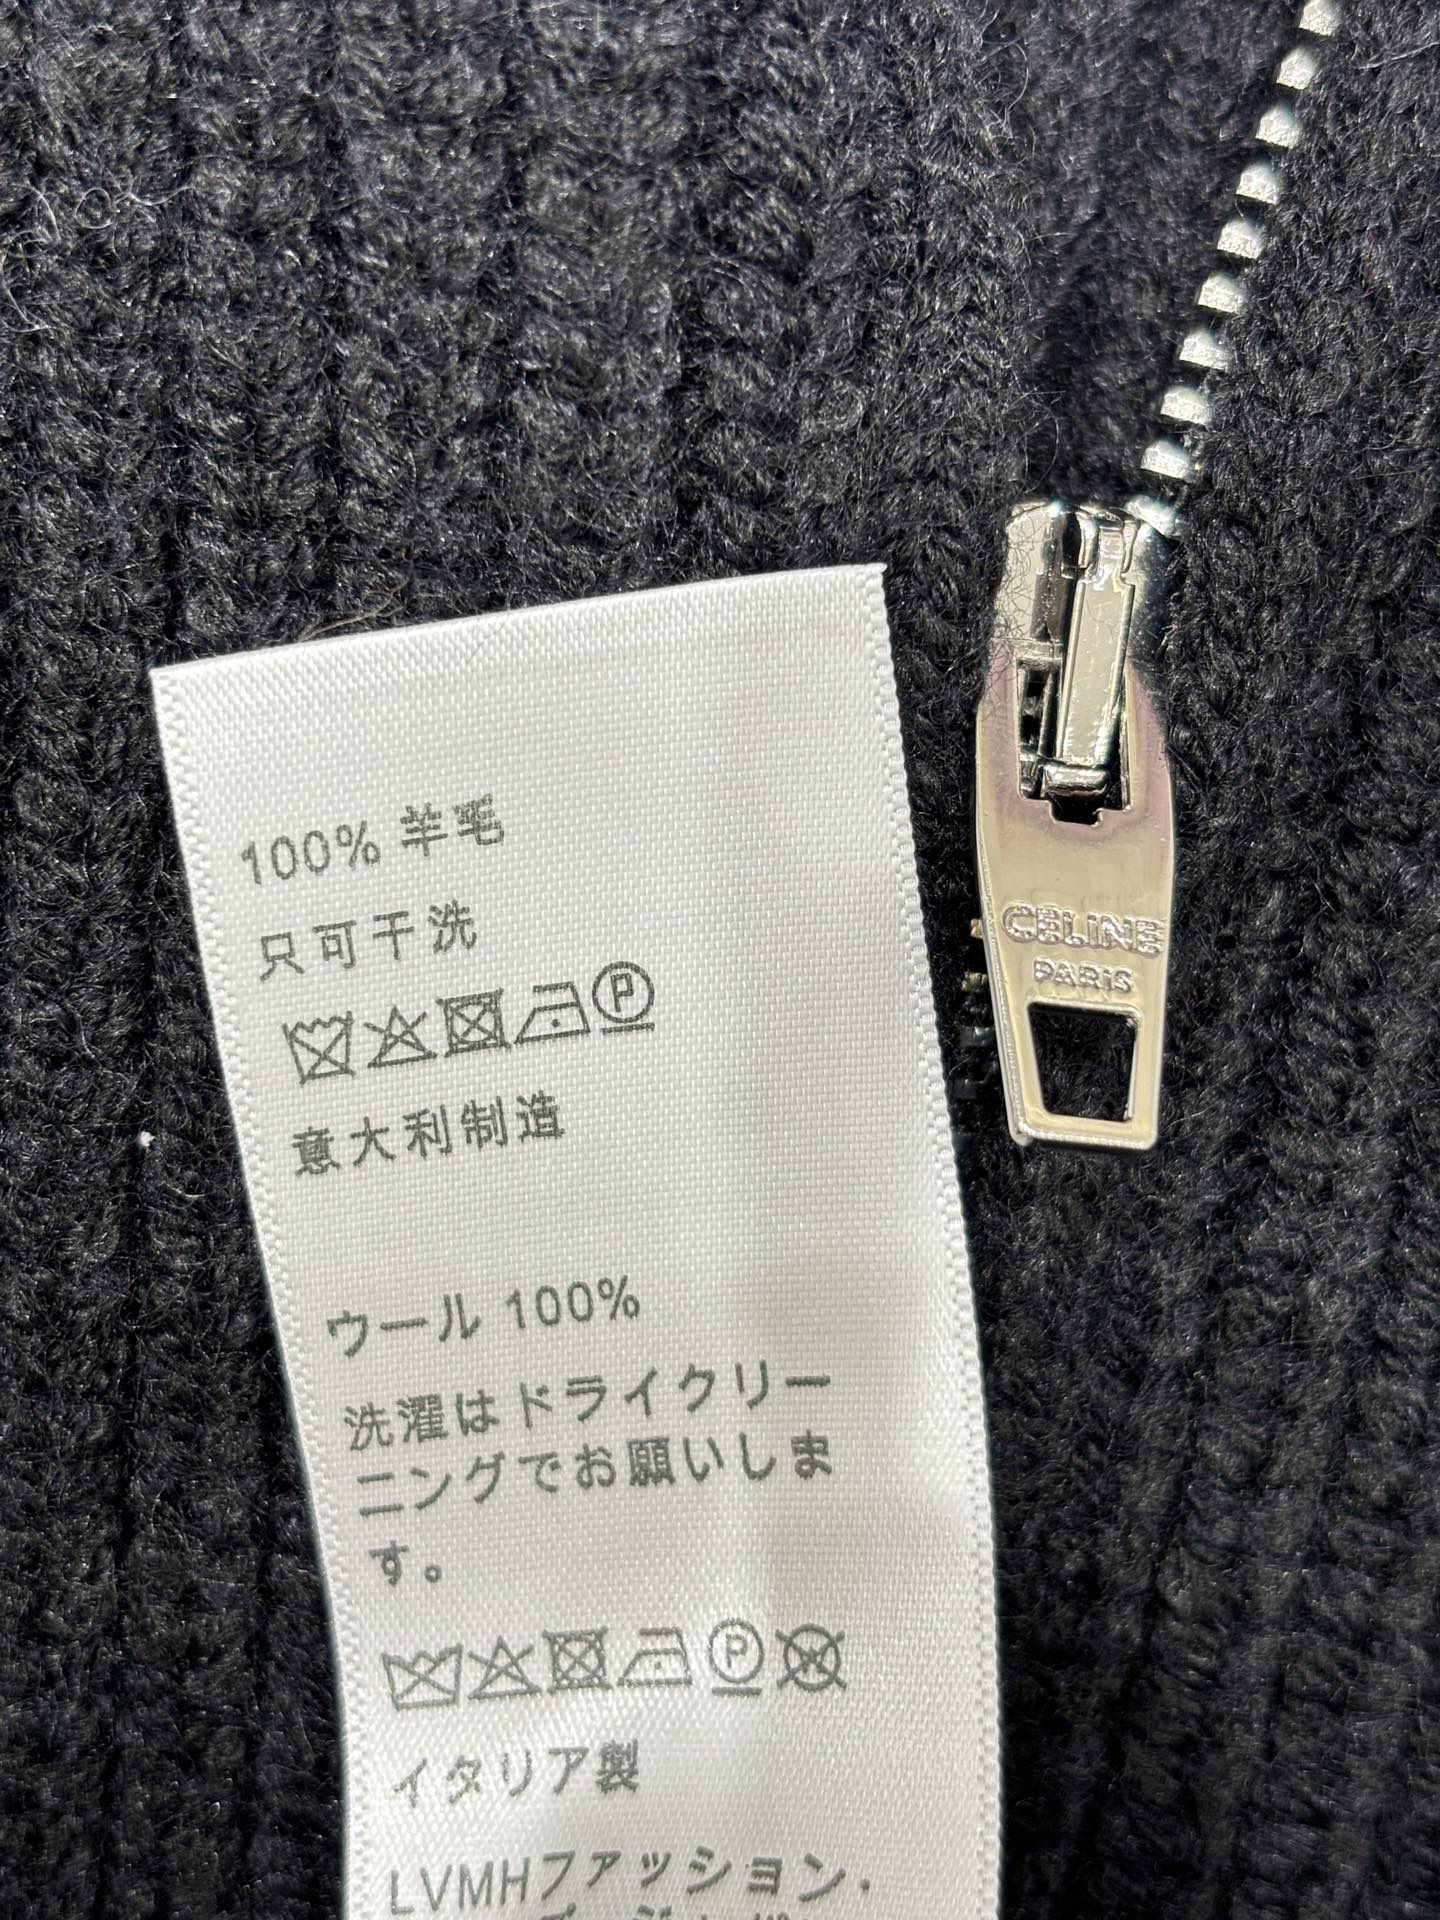 100% 羊毛
只可干洗
P
意大利制造
ウール 100%
洗濯はドライクリー
ニングでお願いしま
す。
P
イタリア製
LVMHファッション・
CELINE
PARIS